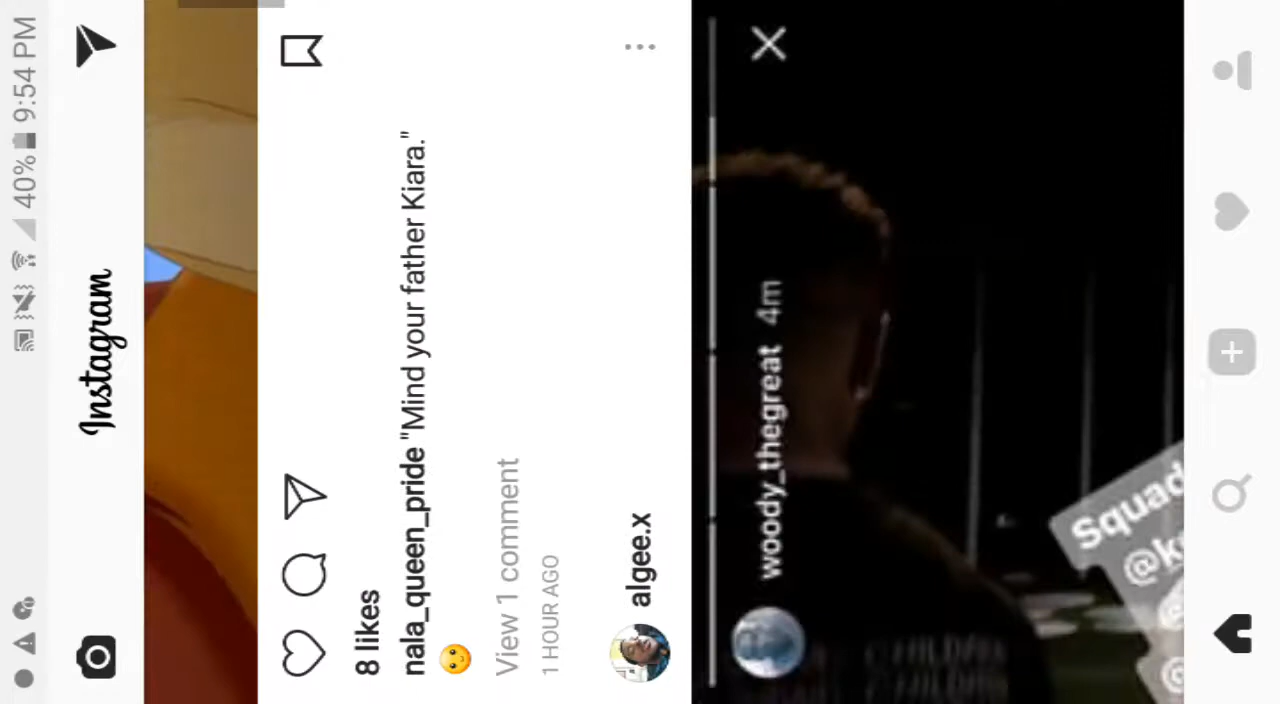 40% 9:54 PM
Instagram
8 likes
nala_queen_pride "Mind your father Kiara."
View 1 comment
1 HOUR AGO
algee.x
woody_thegreat 4m
Squad